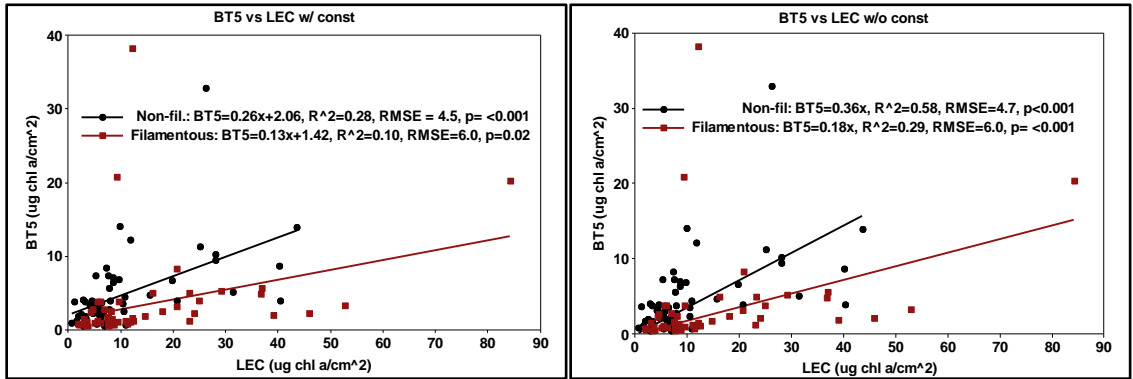 BT5 vs LEC w/ const
40
30
20
10
0
BT5 (ug chl a/cm^2)
Non-fil.: BT5=0.26x+2.06, R^2=0.28, RMSE = 4.5, p= <0.001
Filamentous: BT5=0.13x+1.42, R^2=0.10, RMSE=6.0, p=0.02
0 10 20 30 40 50 60 70 80 90
LEC (ug chl a/cm^2)
BT5 vs LEC w/o const
40
30
20
10
0
BT5 (ug chl a/cm^2)
Non-fil: BT5=0.36x, R^2=0.58, RMSE=4.7, p<0.001
Filamentous: BT5=0.18x, R^2=0.29, RMSE=6.0, p= <0.001
0 10 20 30 40 50 60 70 80 90
LEC (ug chl a/cm^2)